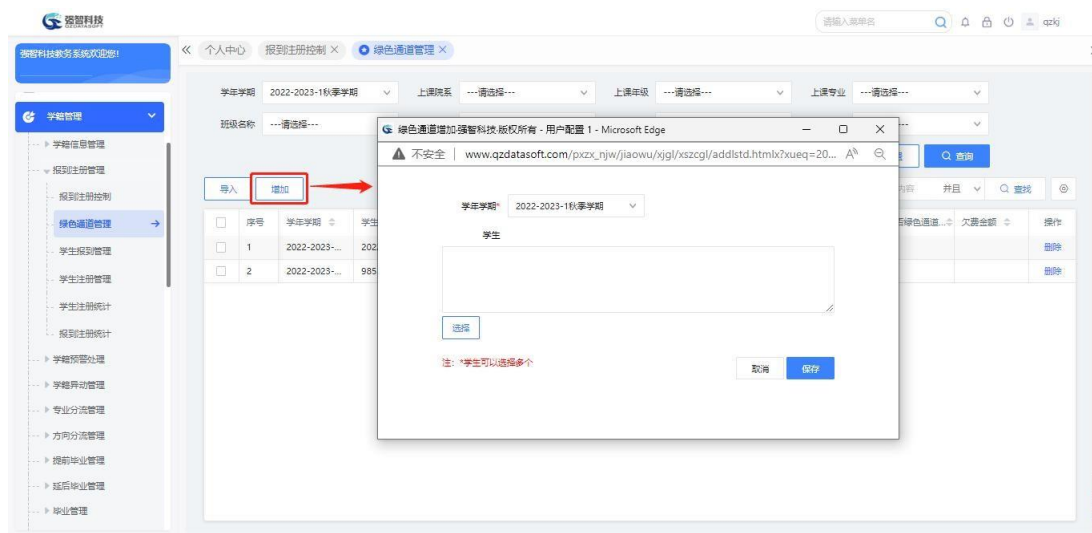 强智科技
QZDATASOFT
请输入菜单名
qzkj
强智科技教务系统欢迎您!
个人中心
报到注册控制 ×
绿色通道管理 ×
学年学期 2022-2023-1秋季学期
上课院系 ---请选择---
上课年级 ---请选择---
上课专业 ---请选择---
班级名称 ---请选择---
查询
导入
增加
内容
并且
查找
序号
学年学期
学生
绿色通道...
欠费金额
操作
1
2022-2023-...
202
删除
2
2022-2023-...
985
删除
学籍管理
学籍信息管理
报到注册管理
报到注册控制
绿色通道管理
学生报到管理
学生注册管理
学生注册统计
报到注册统计
学籍预警处理
学籍异动管理
专业分流管理
方向分流管理
提前毕业管理
延后毕业管理
毕业管理
绿色通道增加-强智科技-版权所有 - 用户配置 1 - Microsoft Edge
不安全
www.qzdatasoft.com/pxzx_njw/jiaowu/xjgl/xszcgl/addlstd.htmlx?xueq=20...
学年学期* 2022-2023-1秋季学期
学生
选择
注: *学生可以选择多个
取消
保存